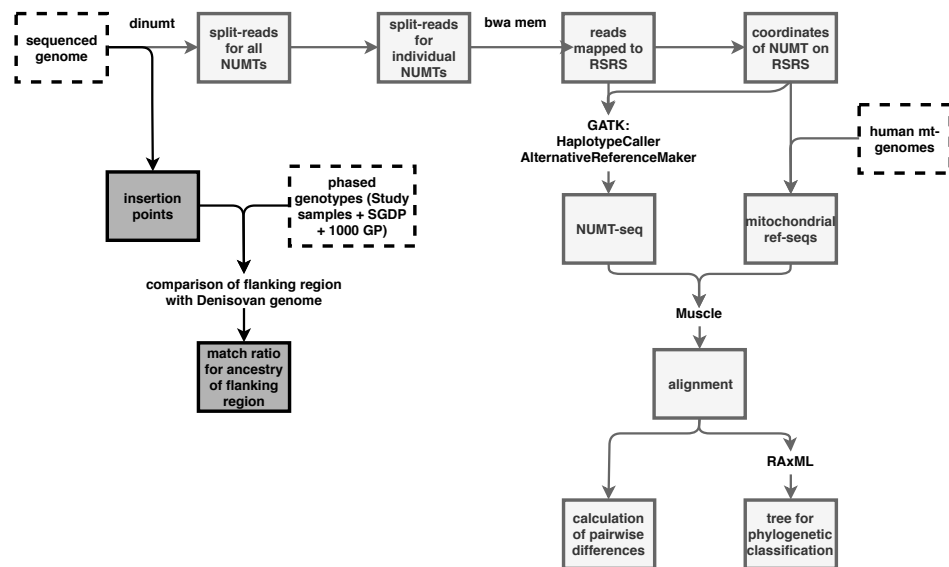 dinumt
bwa mem
sequenced
genome
split-reads
for all
NUMTs
split-reads
for
individual
NUMTs
reads
mapped to
RSRS
coordinates
of NUMT on
RSRS
GATK:
HaplotypeCaller
AlternativeReferenceMaker
human mt-
genomes
insertion
points
phased
genotypes (Study
samples + SGDP
+ 1000 GP)
NUMT-seq
mitochondrial
ref-seqs
comparison of flanking region
with Denisovan genome
Muscle
match ratio
for ancestry
of flanking
region
alignment
RAxML
calculation
of pairwise
differences
tree for
phylogenetic
classification